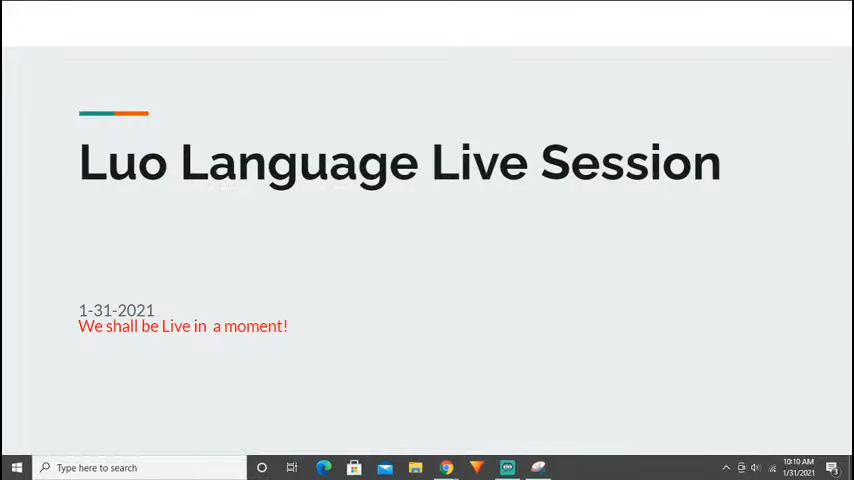 Luo Language Live Session
1-31-2021
We shall be Live in a moment!
Type here to search
10:10 AM
1/31/2021
3